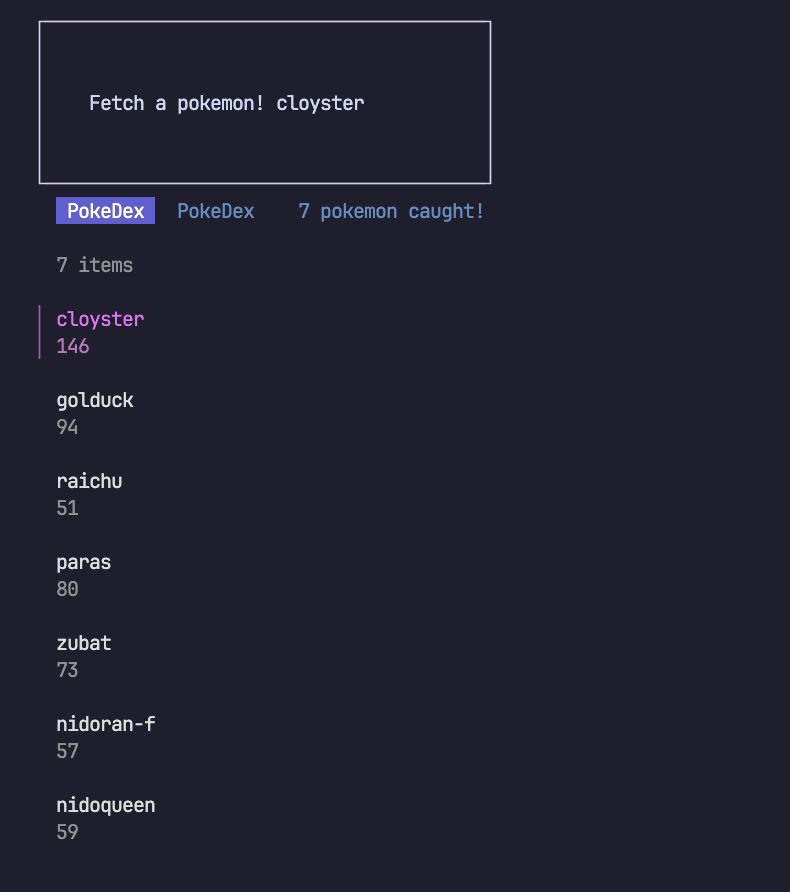 Fetch a pokemon! cloyster
PokeDex PokeDex 7 pokemon caught!
7 items
cloyster
146
golduck
94
raichu
51
paras
80
zubat
73
nidoran-f
57
nidoqueen
59